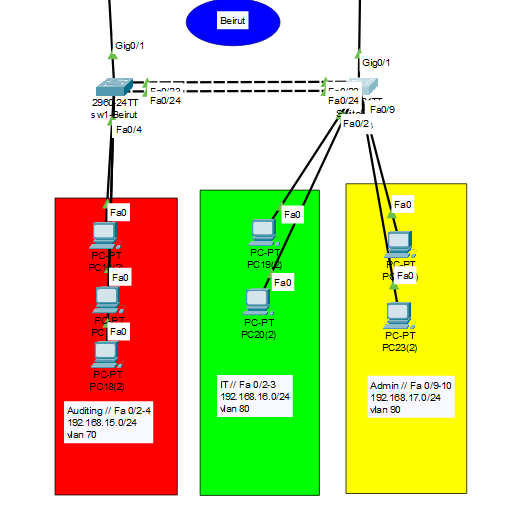 Beirut
Gig0/1
Gig0/1
2960-24TT
sw1-Beirut
Fa0/24
Fa0/4
Fa0/24
Fa0/9
Fa0/2
Fa0
PC-PT
Fa0
PC-PT
Fa0
PC-PT
PC18(2)
Fa0
PC-PT
PC19(2)
Fa0
PC-PT
PC20(2)
Fa0
PC-PT
Fa0
PC-PT
PC23(2)
Auditing // Fa 0/2-4
192.168.15.0/24
vlan 70
IT // Fa 0/2-3
192.168.16.0/24
vlan 80
Admin // Fa 0/9-10
192.168.17.0/24
vlan 90